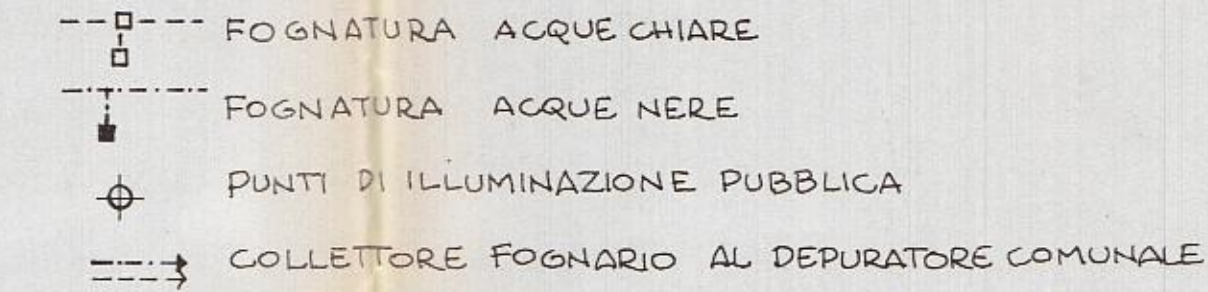 FOGNATURA ACQUE CHIARE
FOGNATURA ACQUE NERE
PUNTI DI ILLUMINAZIONE PUBBLICA
COLLETTORE FOGNARIO AL DEPURATORE COMUNALE